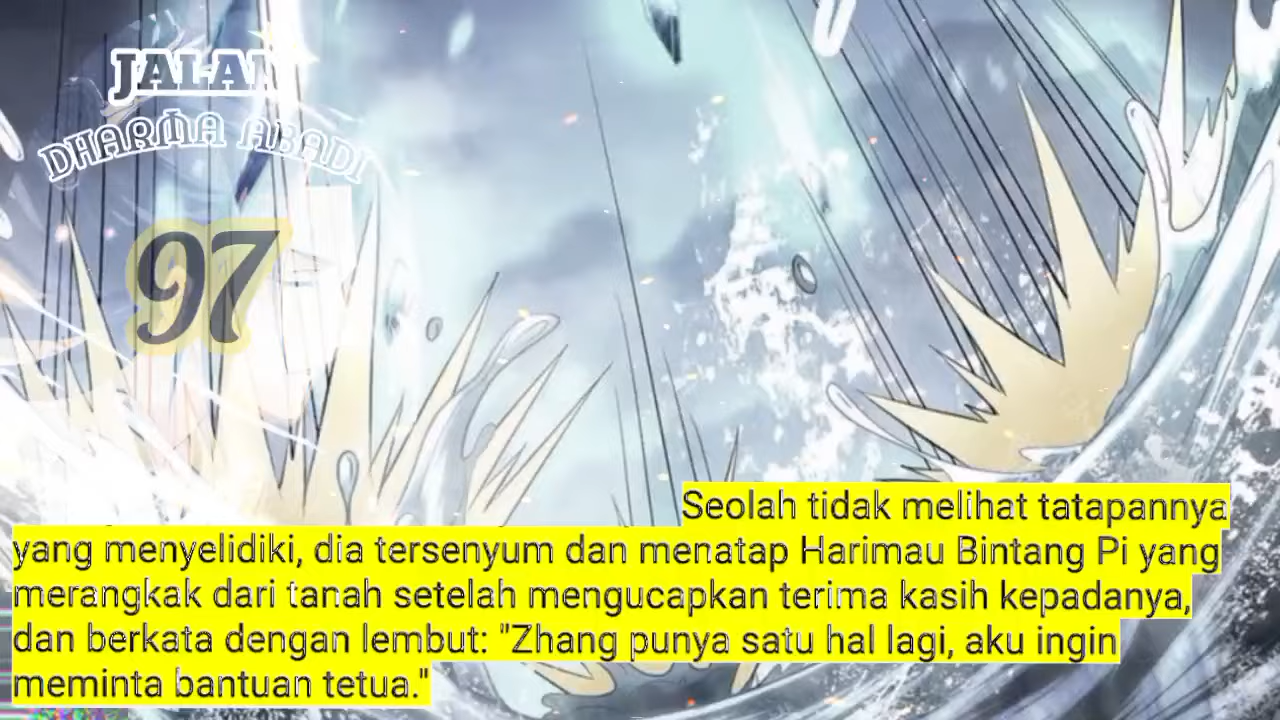 JALAN
DHARMA ABADI
97
Seolah tidak melihat tatapannya
yang menyelidiki, dia tersenyum dan menatap Harimau Bintang Pi yang
merangkak dari tanah setelah mengucapkan terima kasih kepadanya,
dan berkata dengan lembut: "Zhang punya satu hal lagi, aku ingin
meminta bantuan tetua."